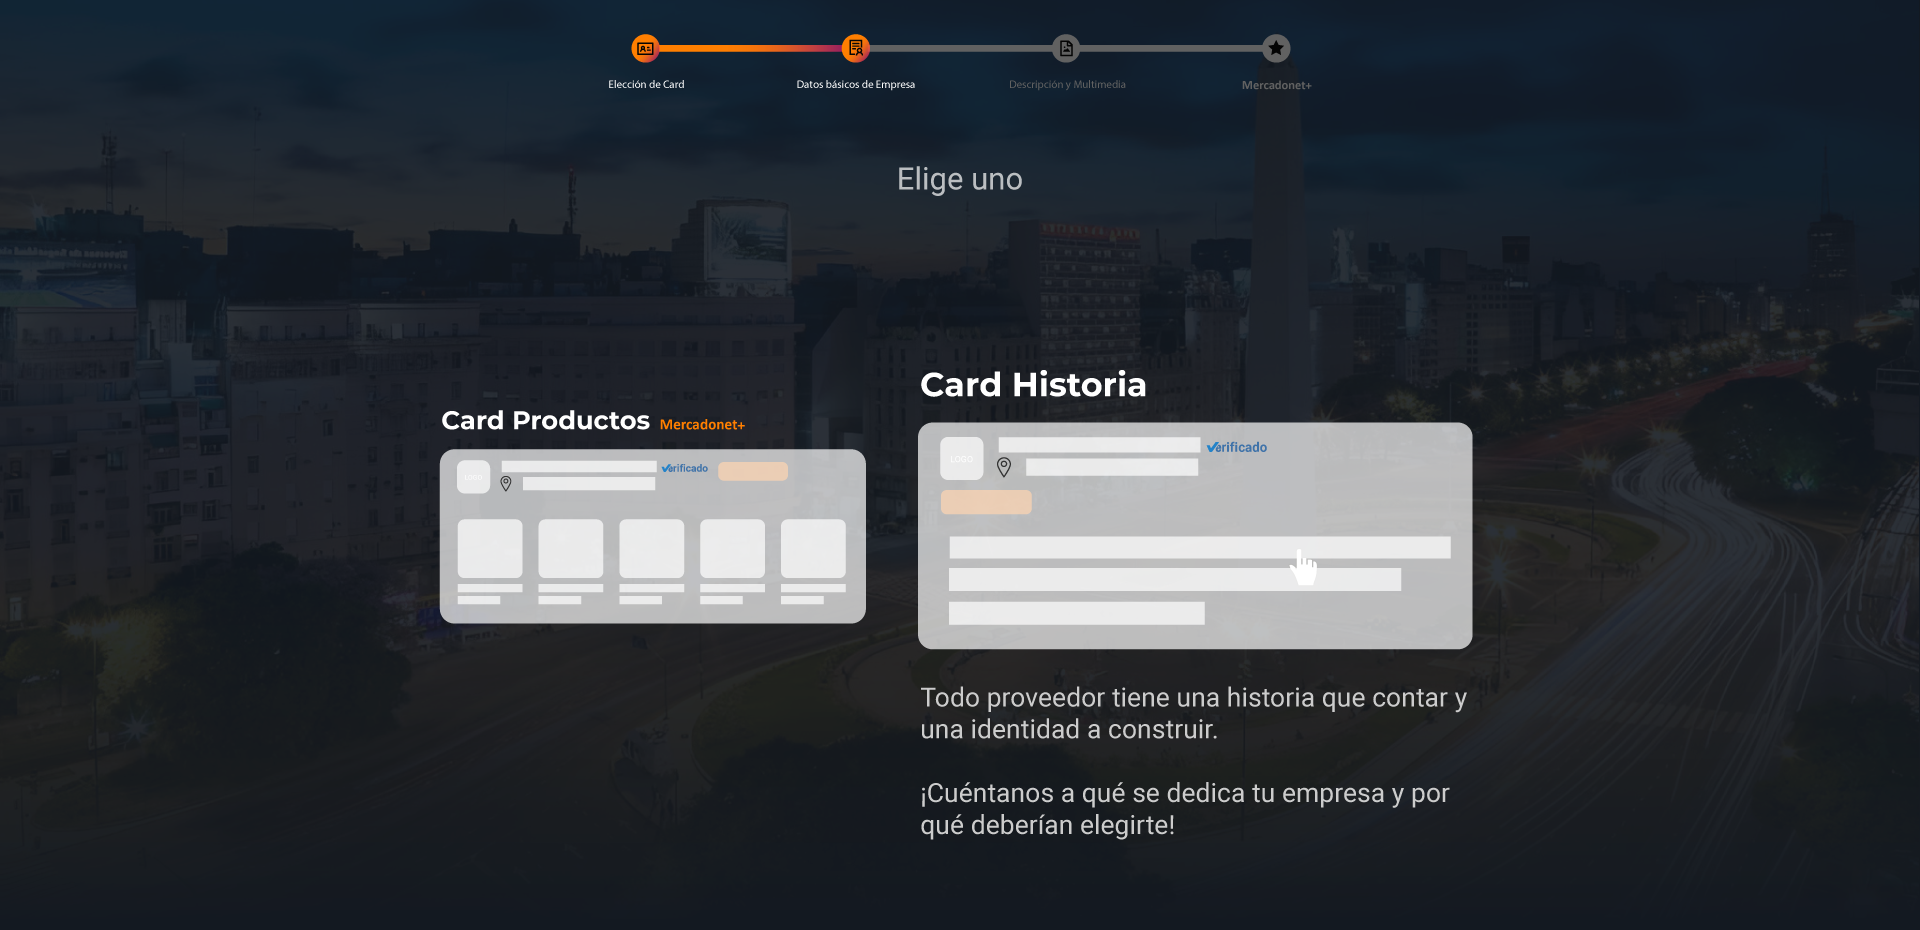 Elección de Card
Datos básicos de Empresa
Descripción y Multimedia
Mercadonet+
Elige uno
Card Productos Mercadonet+
LOGO
Verificado
Card Historia
LOGO
Verificado
Todo proveedor tiene una historia que contar y
una identidad a construir.
¡Cuéntanos a qué se dedica tu empresa y por
qué deberían elegirte!